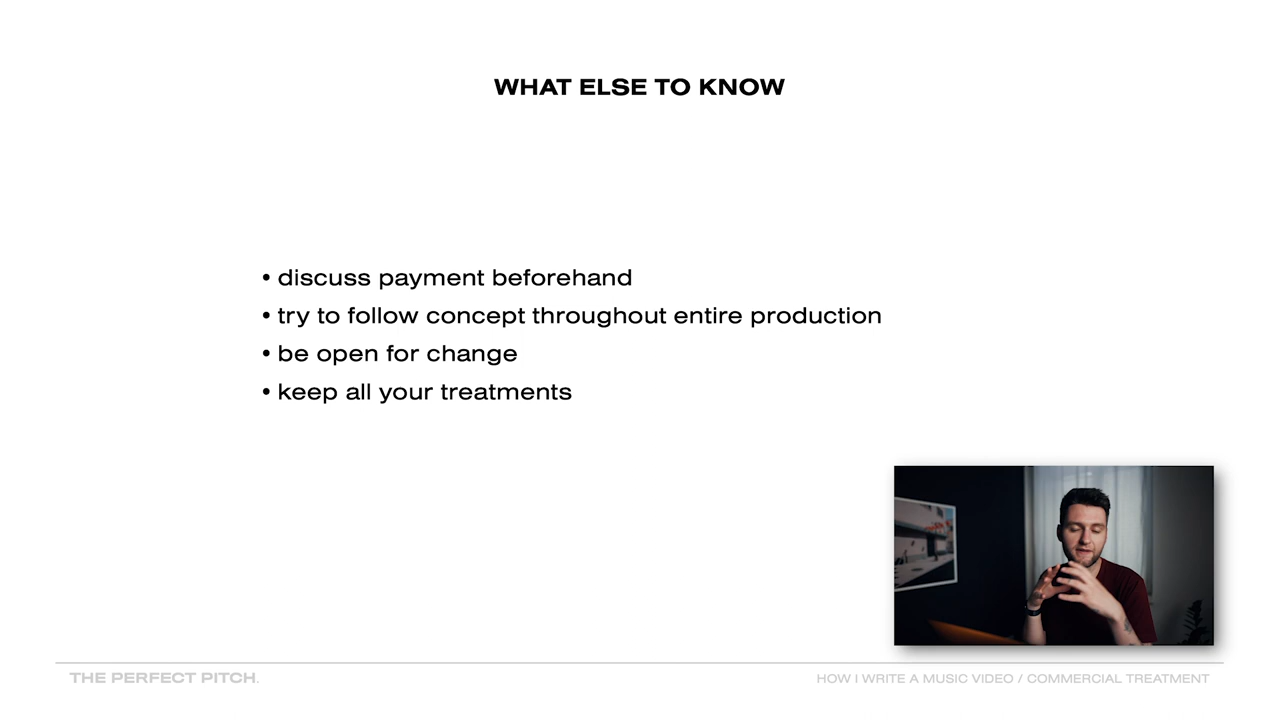 WHAT ELSE TO KNOW
• discuss payment beforehand
• try to follow concept throughout entire production
• be open for change
• keep all your treatments
THE PERFECT PITCH.
HOW I WRITE A MUSIC VIDEO / COMMERCIAL TREATMENT